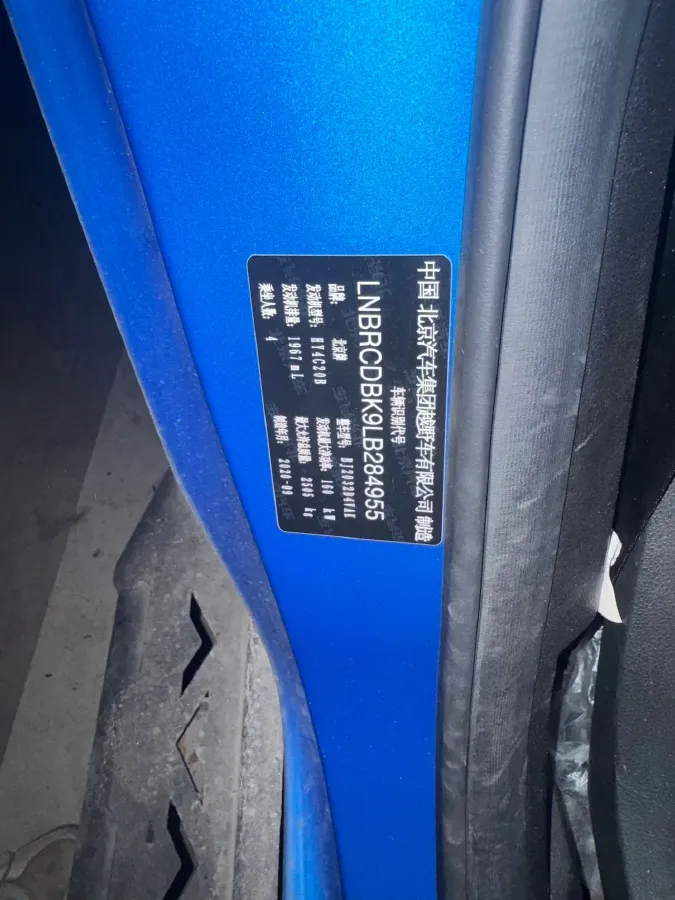 中国 北京汽车集团越野车有限公司 制造
车辆识别代号
LNBRCDBK9LB284955
品牌: 北京牌 整车型号: BJ2032D4VAX
发动机型号: HY4C20B 发动机最大净功率: 160 kW
发动机排量: 1967 mL 最大允许总质量: 2505 kg
乘坐人数: 4 制造年月: 2020-09